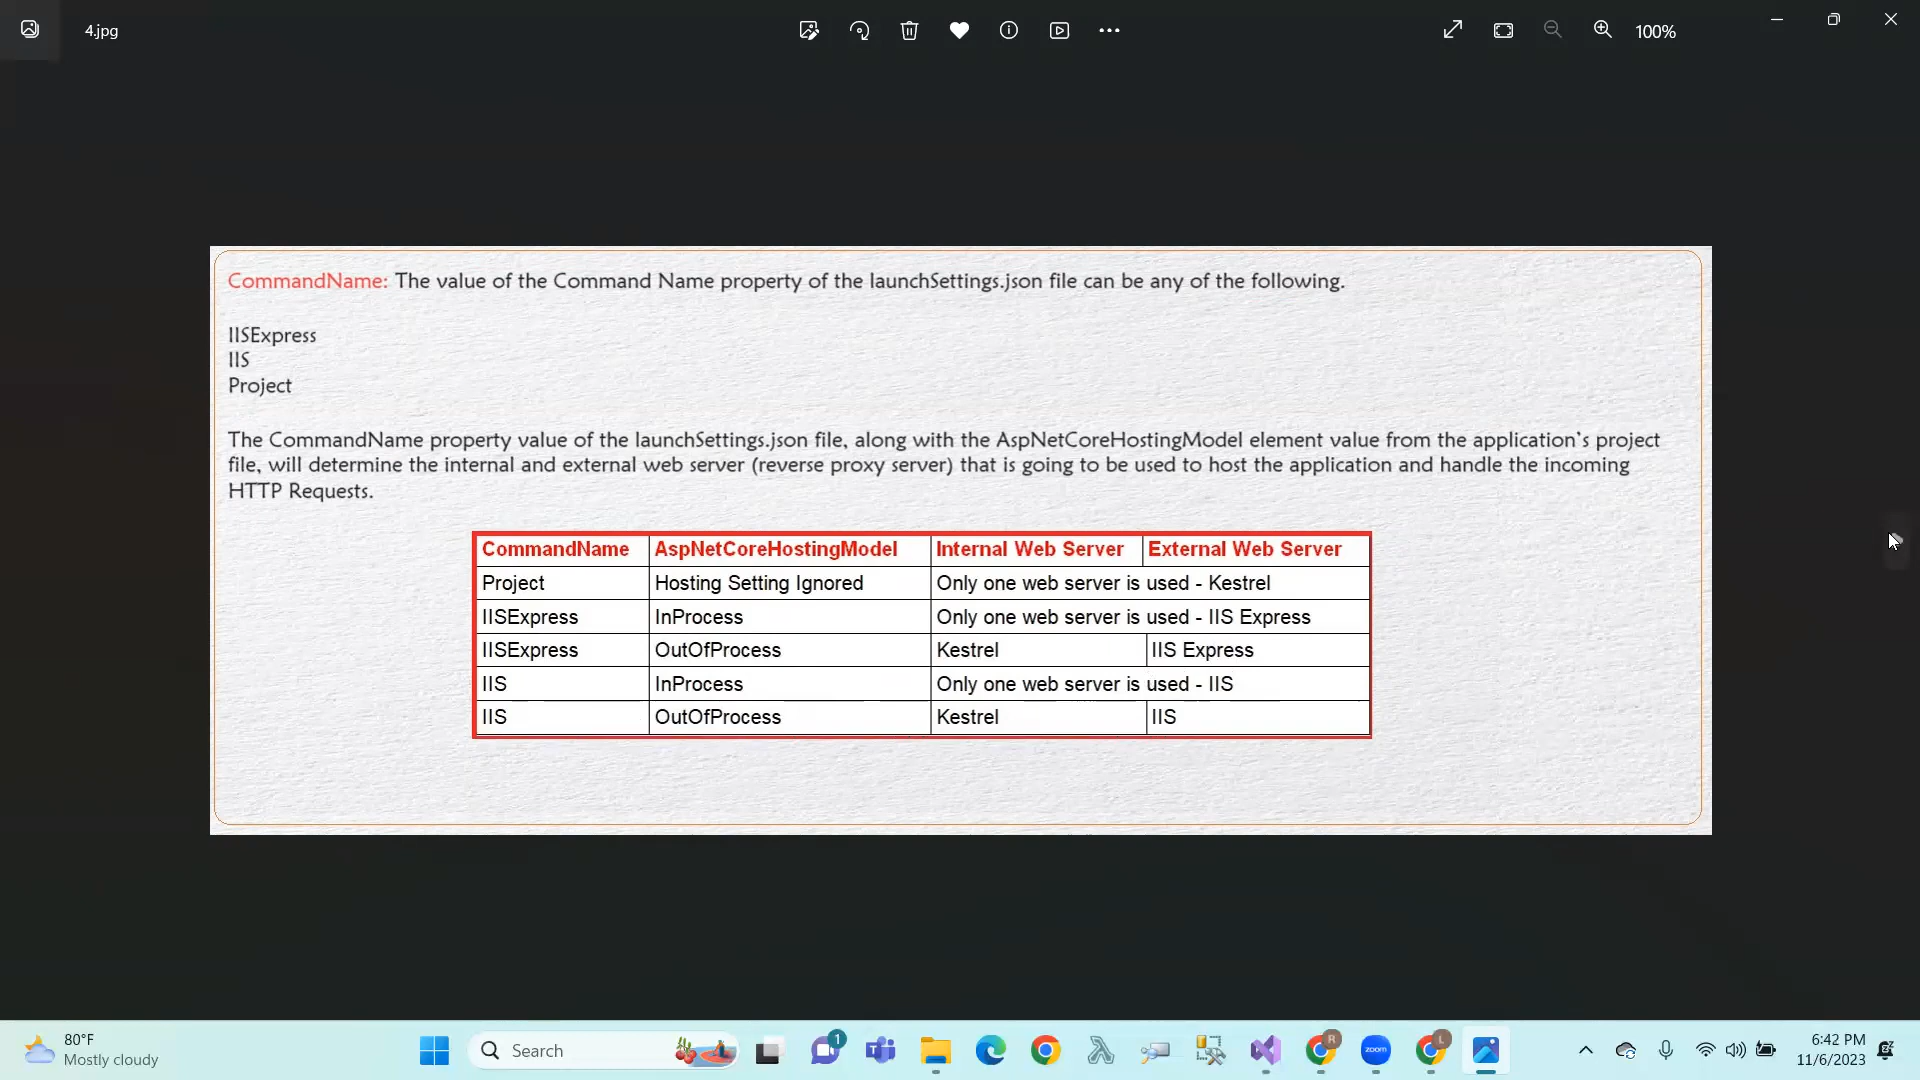 4.jpg
100%
CommandName: The value of the Command Name property of the launchSettings.json file can be any of the following.
IISExpress
IIS
Project
The CommandName property value of the launchSettings.json file, along with the AspNetCoreHostingModel element value from the application's project
file, will determine the internal and external web server (reverse proxy server) that is going to be used to host the application and handle the incoming
HTTP Requests.
CommandName AspNetCoreHostingModel Internal Web Server External Web Server
Project Hosting Setting Ignored Only one web server is used - Kestrel
IISExpress InProcess Only one web server is used - IIS Express
IISExpress OutOfProcess Kestrel IIS Express
IIS InProcess Only one web server is used - IIS
IIS OutOfProcess Kestrel IIS
80°F
Mostly cloudy
Search
1
R
zoom
L
6:42 PM
11/6/2023